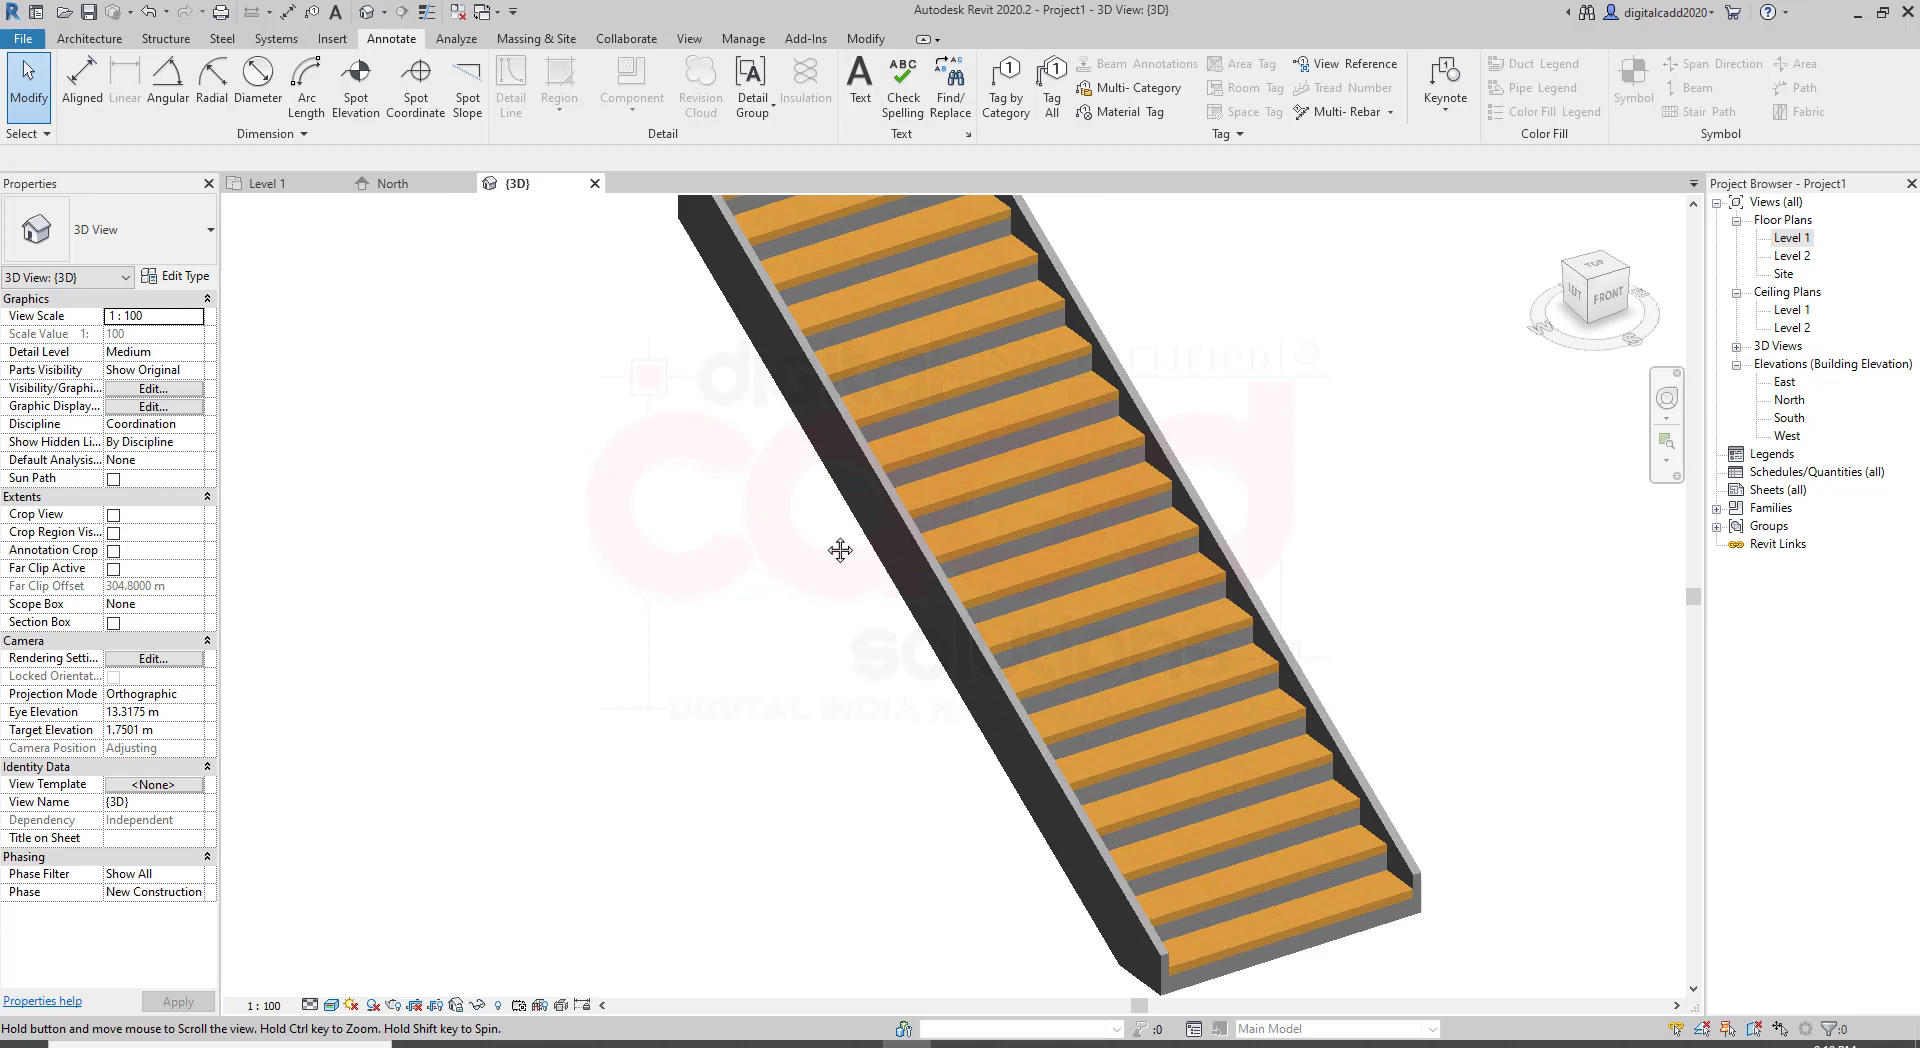 Autodesk Revit 2020.2 - Project1 - 3D View: {3D}
digitalcadd2020
File Architecture Structure Steel Systems Insert Annotate Analyze Massing & Site Collaborate View Manage Add-Ins Modify
Modify
Aligned Linear Angular Radial Diameter Arc Length Spot Elevation Spot Coordinate Spot Slope
Detail Line Region Component Revision Cloud Detail Group Insulation
Text Check Spelling Find/ Replace
Tag by Category Tag All
Beam Annotations Area Tag View Reference
Multi- Category Room Tag Tread Number
Material Tag Space Tag Multi- Rebar
Keynote
Duct Legend
Pipe Legend
Color Fill Legend
Symbol
Span Direction Area
Beam Path
Stair Path Fabric
Select Dimension Detail Text Tag Color Fill Symbol
Properties
3D View
3D View: {3D} Edit Type
Graphics
View Scale 1 : 100
Scale Value 1: 100
Detail Level Medium
Parts Visibility Show Original
Visibility/Graphi... Edit...
Graphic Display... Edit...
Discipline Coordination
Show Hidden Li... By Discipline
Default Analysis... None
Sun Path
Extents
Crop View
Crop Region Vis...
Annotation Crop
Far Clip Active
Far Clip Offset 304.8000 m
Scope Box None
Section Box
Camera
Rendering Setti... Edit...
Locked Orientat...
Projection Mode Orthographic
Eye Elevation 13.3175 m
Target Elevation 1.7501 m
Camera Position Adjusting
Identity Data
View Template <None>
View Name {3D}
Dependency Independent
Title on Sheet
Phasing
Phase Filter Show All
Phase New Construction
Properties help Apply
Level 1 North {3D}
TOP
LEFT FRONT
W S
digital
cadd
solutions
Project Browser - Project1
Views (all)
Floor Plans
Level 1
Level 2
Site
Ceiling Plans
Level 1
Level 2
3D Views
Elevations (Building Elevation)
East
North
South
West
Legends
Schedules/Quantities (all)
Sheets (all)
Families
Groups
Revit Links
1 : 100
Hold button and move mouse to Scroll the view. Hold Ctrl key to Zoom. Hold Shift key to Spin.
:0
Main Model
:0